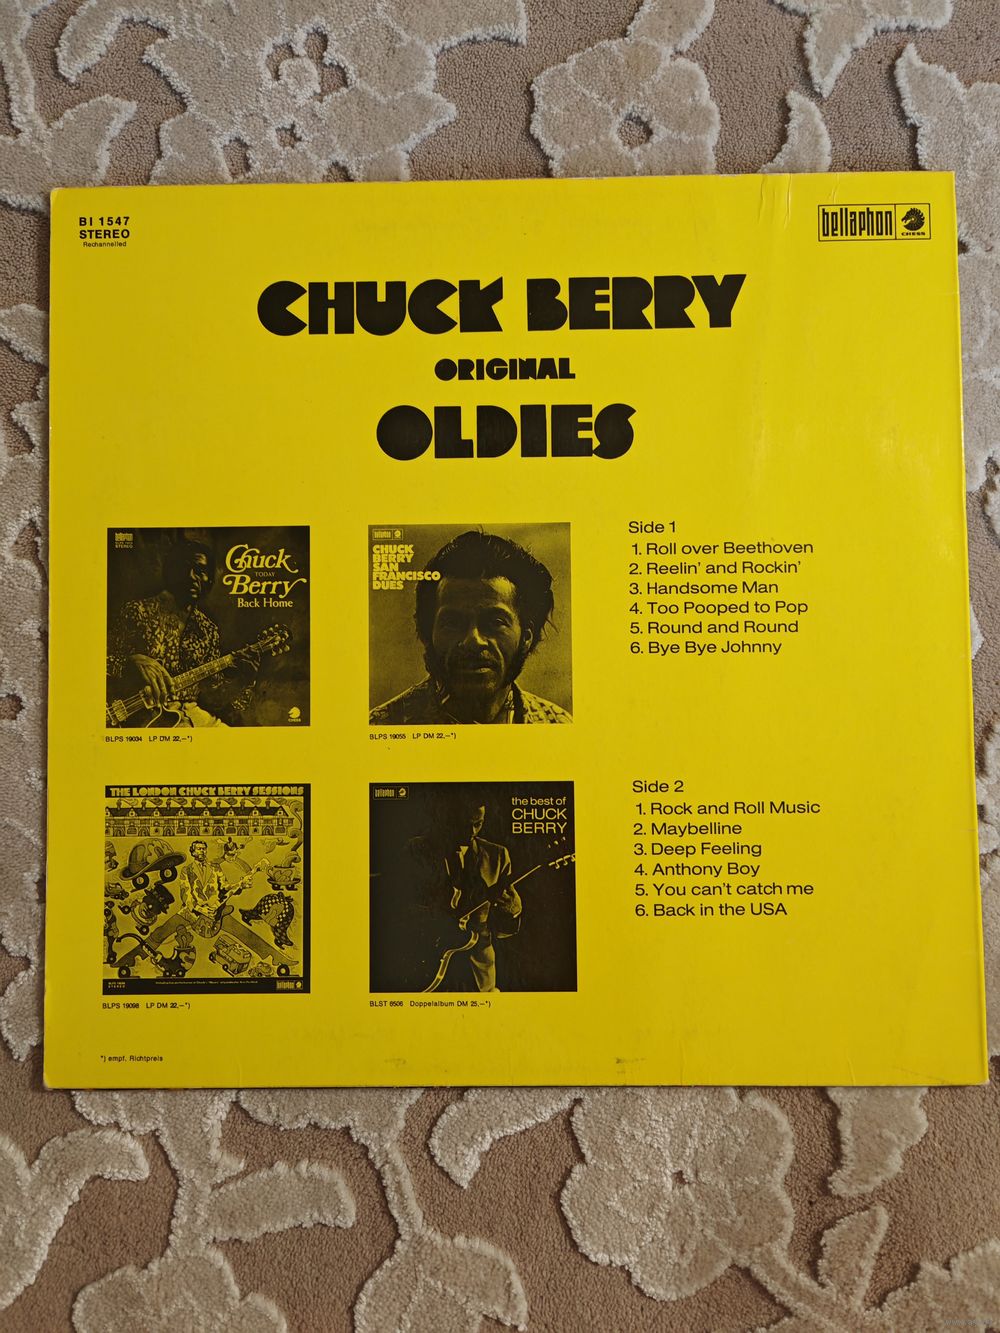 BI 1547
STEREO
Rechannelled
bellaphon
CHESS
CHUCK BERRY
ORIGINAL
OLDIES
bellaphon
STEREO
Chuck
TODAY
Berry
Back Home
CHESS
BLPS 19034 LP DM 22,–*)
bellaphon
CHUCK
BERRY
SAN
FRANCISCO
DUES
BLPS 19055 LP DM 22,–*)
Side 1
1. Roll over Beethoven
2. Reelin' and Rockin'
3. Handsome Man
4. Too Pooped to Pop
5. Round and Round
6. Bye Bye Johnny
THE LONDON CHUCK BERRY SESSIONS
bellaphon
BLPS 19098 LP DM 22,–*)
bellaphon
the best of
CHUCK
BERRY
BLST 6506 Doppelalbum DM 25,–*)
Side 2
1. Rock and Roll Music
2. Maybelline
3. Deep Feeling
4. Anthony Boy
5. You can't catch me
6. Back in the USA
*) empf. Richtpreis